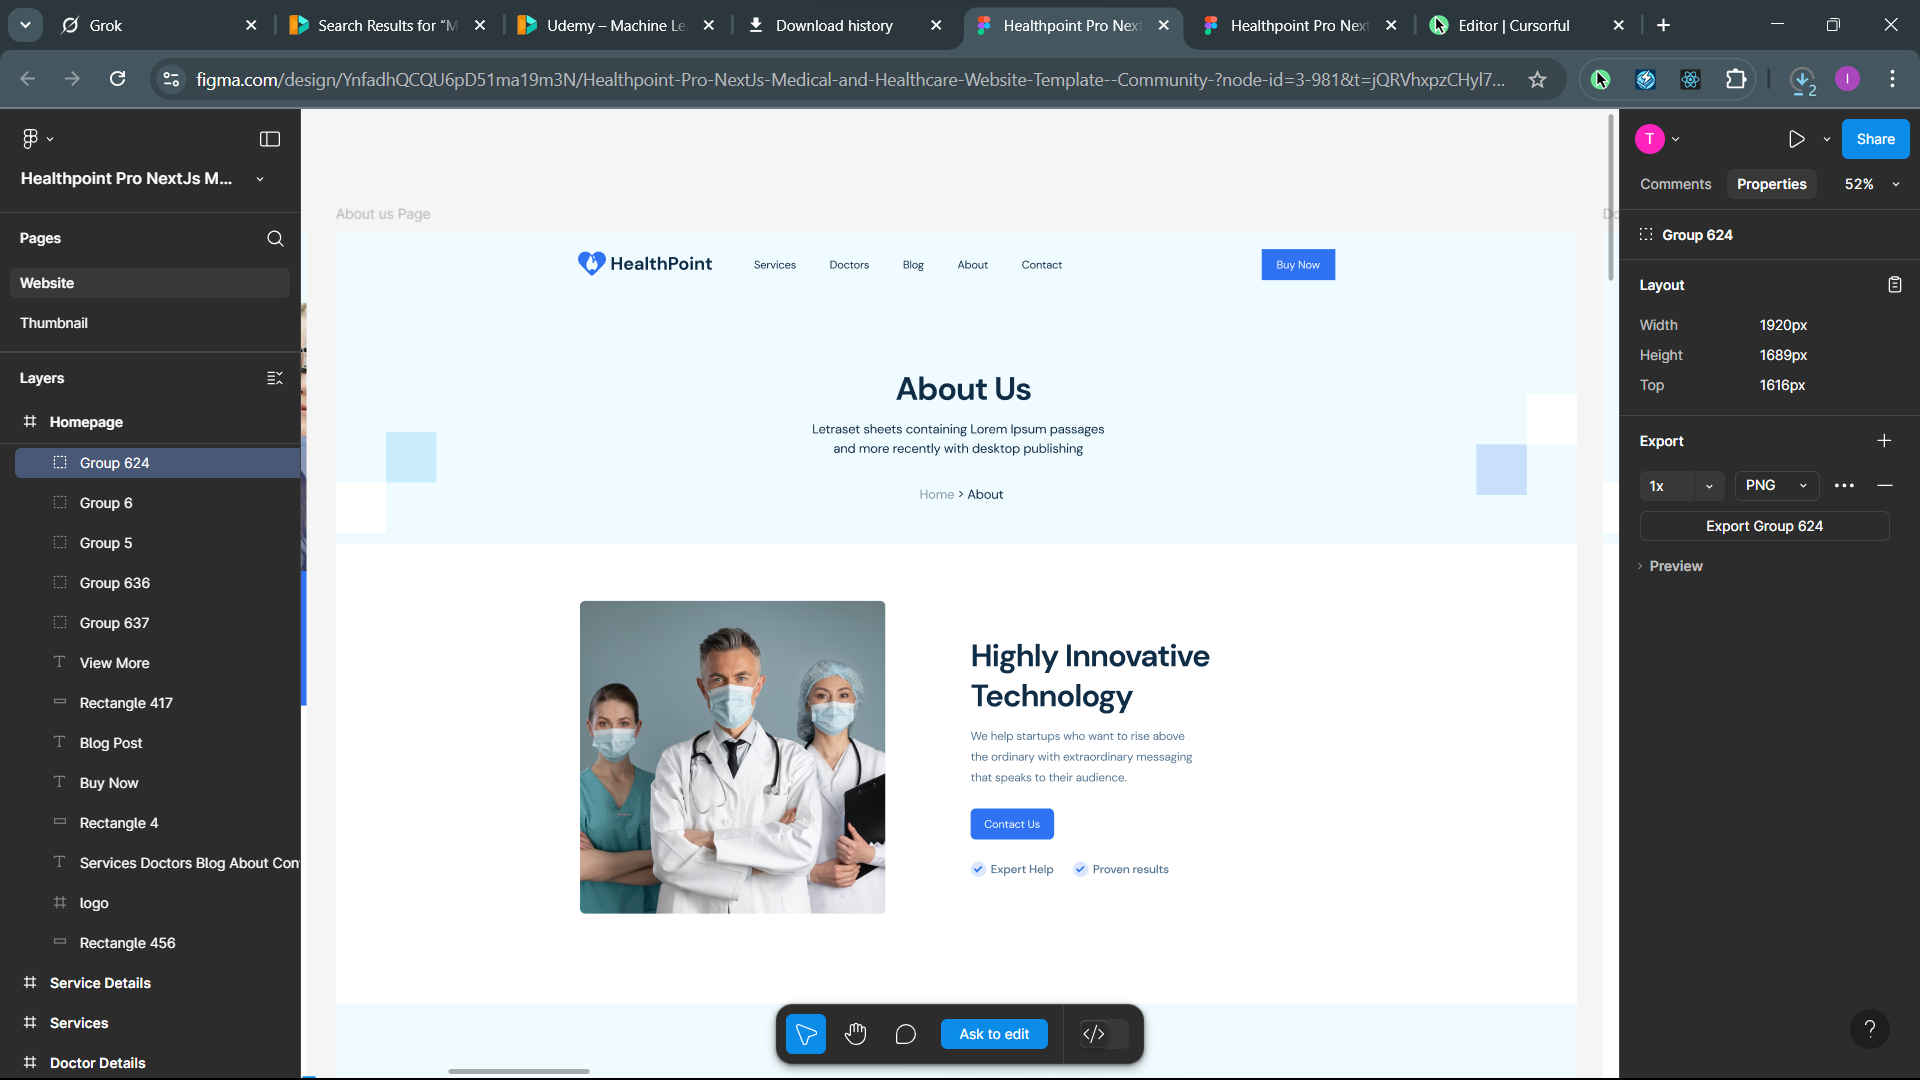 Grok
Search Results for “M
Udemy – Machine Le
Download history
Healthpoint Pro Next
Healthpoint Pro Next
Editor | Cursorful
figma.com/design/YnfadhQCQU6pD51ma19m3N/Healthpoint-Pro-NextJs-Medical-and-Healthcare-Website-Template--Community-?node-id=3-981&t=jQRVhxpzCHyl7...
2
I
Healthpoint Pro NextJs M...
Pages
Website
Thumbnail
Layers
Homepage
Group 624
Group 6
Group 5
Group 636
Group 637
View More
Rectangle 417
Blog Post
Buy Now
Rectangle 4
Services Doctors Blog About Con
logo
Rectangle 456
Service Details
Services
Doctor Details
About us Page
Do
HealthPoint
Services
Doctors
Blog
About
Contact
Buy Now
About Us
Letraset sheets containing Lorem Ipsum passages
and more recently with desktop publishing
Home > About
Highly Innovative
Technology
We help startups who want to rise above
the ordinary with extraordinary messaging
that speaks to their audience.
Contact Us
Expert Help
Proven results
Ask to edit
T
Share
Comments
Properties
52%
Group 624
Layout
Width 1920px
Height 1689px
Top 1616px
Export
1x
PNG
Export Group 624
Preview
?